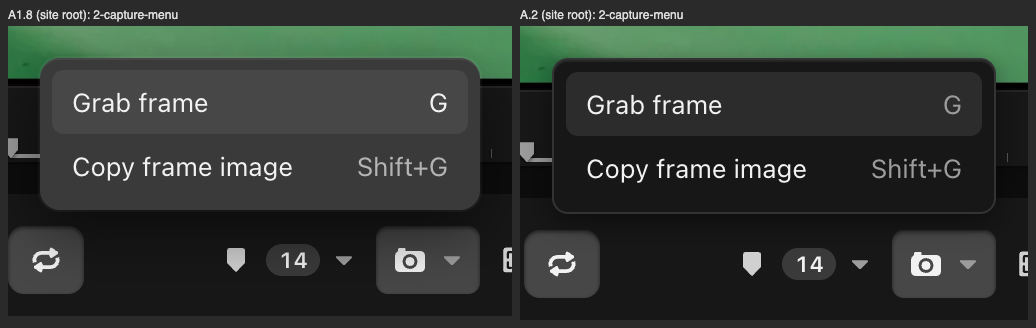 A1.8 (site root): 2-capture-menu
Grab frame G
Copy frame image Shift+G
14
A.2 (site root): 2-capture-menu
Grab frame G
Copy frame image Shift+G
14